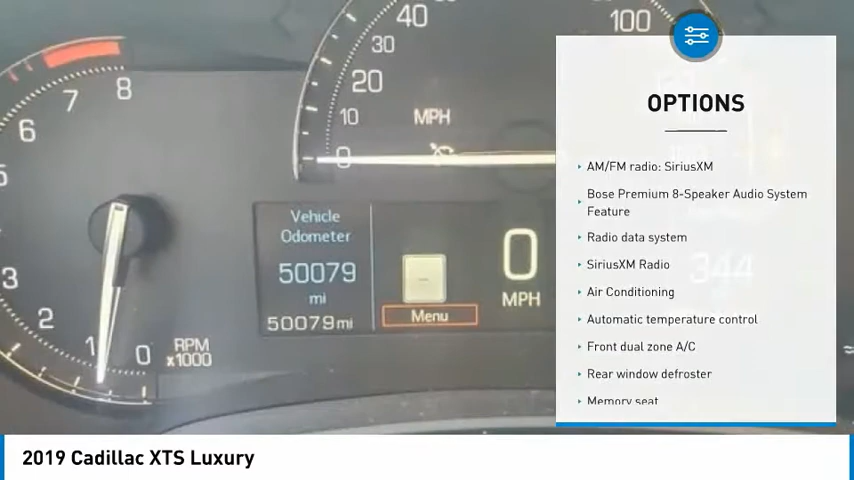 40
100
30
8
20
7
OPTIONS
10
MPH
6
AM/FM radio: SiriusXM
0
5
Bose Premium 8-Speaker Audio System
Feature
Vehicle
Odometer
0
Radio data system
50079
344
SiriusXM Radio
3
mi
MPH
Air Conditioning
2
50079mi
Menu
Automatic temperature control
1
0
RPM
x1000
Front dual zone A/C
Rear window defroster
Memory seat
2019 Cadillac XTS Luxury